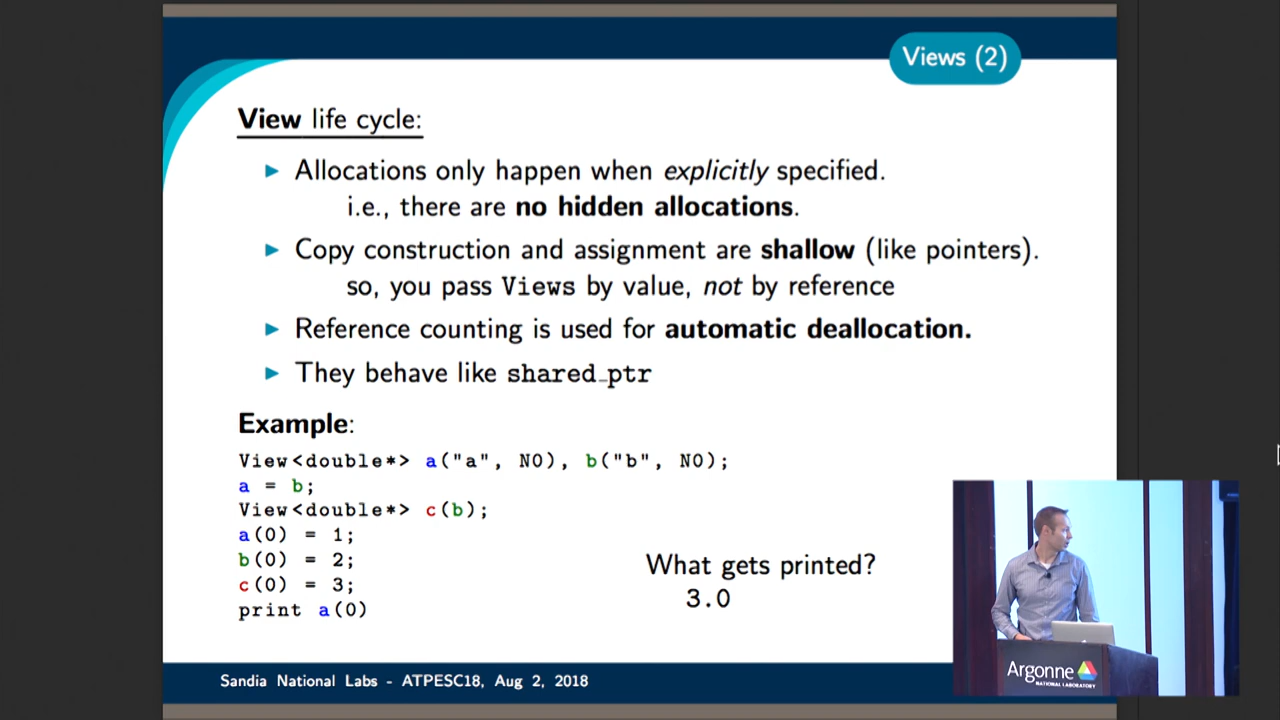 Views (2)
View life cycle:
Allocations only happen when explicitly specified.
i.e., there are no hidden allocations.
Copy construction and assignment are shallow (like pointers).
so, you pass Views by value, not by reference
Reference counting is used for automatic deallocation.
They behave like shared_ptr
Example:
View<double*> a("a", N0), b("b", N0);
a = b;
View<double*> c(b);
a(0) = 1;
b(0) = 2;
c(0) = 3;
print a(0)
What gets printed?
3.0
Sandia National Labs - ATPESC18, Aug 2, 2018
Argonne
NATIONAL LABORATORY